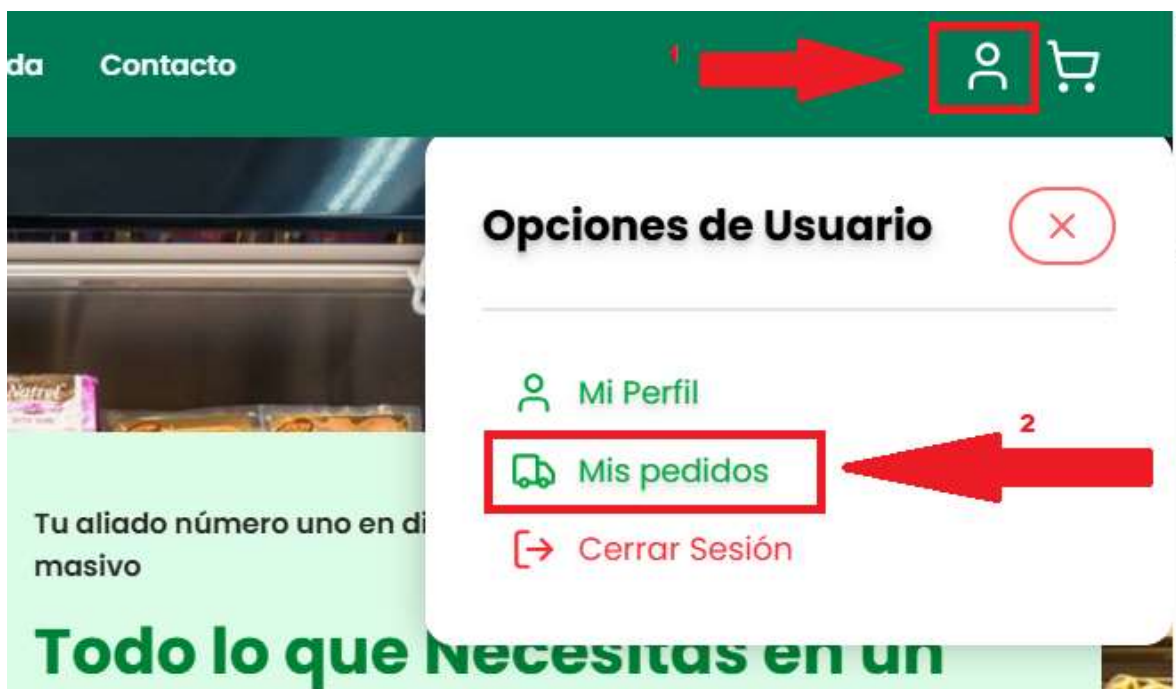 da Contacto
1
Opciones de Usuario
Natrel
Mi Perfil
2
Mis pedidos
Tu aliado número uno en di
masivo
Cerrar Sesión
Todo lo que Necesitas en un